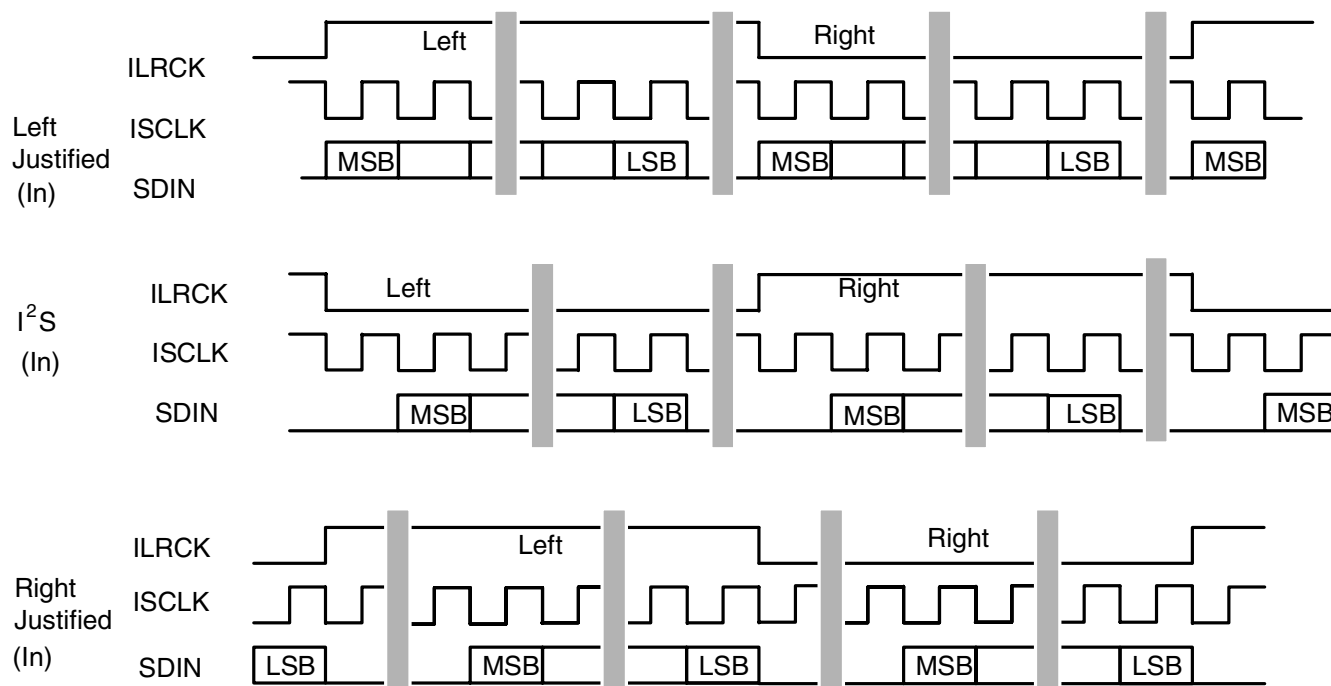 Left Right
ILRCK
ISCLK
Left
Justified
(In)
MSB LSB MSB LSB MSB
SDIN
I²S
(In)
ILRCK
Left Right
ISCLK
SDIN
MSB LSB MSB LSB MSB
Right
Justified
(In)
ILRCK
Left Right
ISCLK
SDIN
LSB MSB LSB MSB LSB